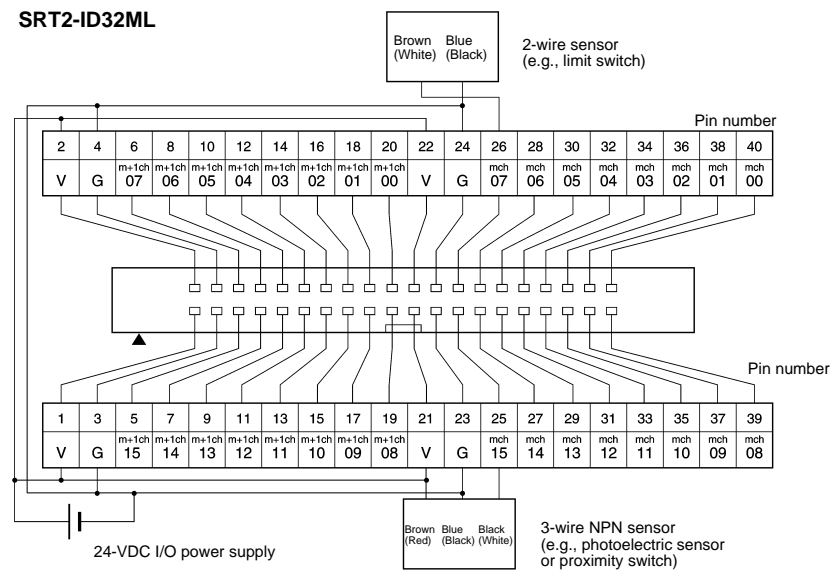 SRT2-ID32ML
Brown Blue
(White) (Black)
2-wire sensor
(e.g., limit switch)
Pin number
2 4 6 8 10 12 14 16 18 20 22 24 26 28 30 32 34 36 38 40
m+1ch m+1ch m+1ch m+1ch m+1ch m+1ch m+1ch m+1ch mch mch mch mch mch mch mch mch
V G 07 06 05 04 03 02 01 00 V G 07 06 05 04 03 02 01 00
Pin number
1 3 5 7 9 11 13 15 17 19 21 23 25 27 29 31 33 35 37 39
m+1ch m+1ch m+1ch m+1ch m+1ch m+1ch m+1ch m+1ch mch mch mch mch mch mch mch mch
V G 15 14 13 12 11 10 09 08 V G 15 14 13 12 11 10 09 08
Brown Blue Black
(Red) (Black) (White)
3-wire NPN sensor
(e.g., photoelectric sensor
or proximity switch)
24-VDC I/O power supply